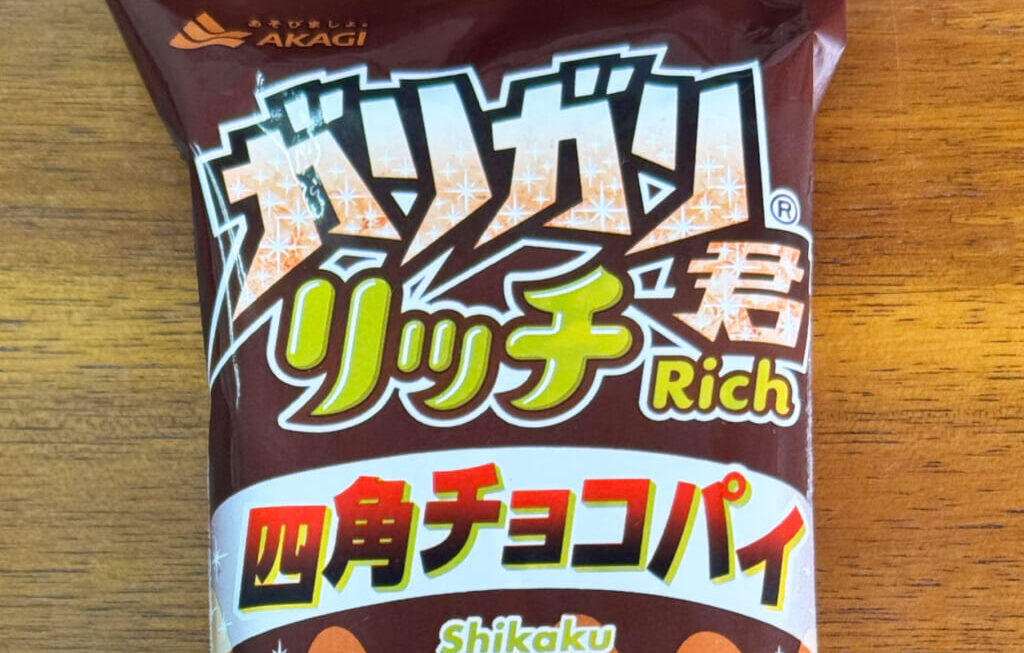 あそびましょ。
AKAGI
ガリガリ®
君
リッチ
Rich
四角チョコパイ
Shikaku